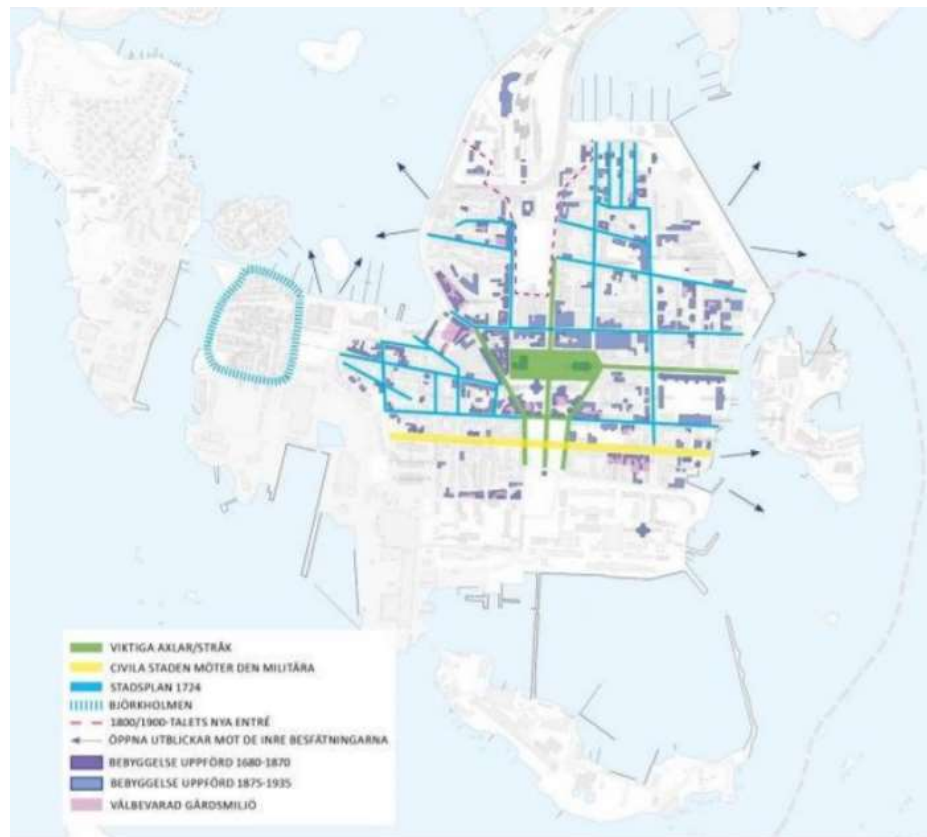 VIKTIGA AXLAR/STRÅK
CIVILA STADEN MÖTER DEN MILITÄRA
STADSPLAN 1724
BJÖRKHOLMEN
1800/1900-TALETS NYA ENTRÉ
ÖPPNA UTBLICKAR MOT DE INRE BESFÄTNINGARNA
BEBYGGELSE UPPFÖRD 1680-1870
BEBYGGELSE UPPFÖRD 1875-1935
VÄLBEVARAD GÅRDSMILJÖ